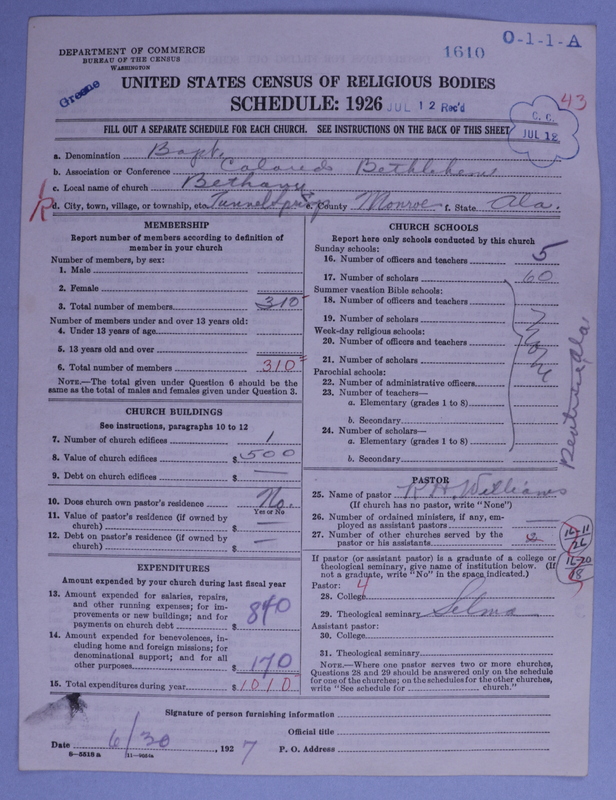 DEPARTMENT OF COMMERCE
BUREAU OF THE CENSUS
WASHINGTON
Greene
1610
O-1-1-A
UNITED STATES CENSUS OF RELIGIOUS BODIES
SCHEDULE: 1926
JUL 12 Rec'd
43
C. C.
JUL 12
FILL OUT A SEPARATE SCHEDULE FOR EACH CHURCH. SEE INSTRUCTIONS ON THE BACK OF THIS SHEET
a. Denomination Bapt.
b. Association or Conference Colored Bethlehem
c. Local name of church Bethany
d. City, town, village, or township, etc. Tunnel Spring e. County Monroe f. State Ala.
MEMBERSHIP
Report number of members according to definition of
member in your church
Number of members, by sex:
1. Male
2. Female
3. Total number of members 310
Number of members under and over 13 years old:
4. Under 13 years of age
5. 13 years old and over
6. Total number of members 310
NOTE.—The total given under Question 6 should be the
same as the total of males and females given under Question 3.
CHURCH BUILDINGS
See instructions, paragraphs 10 to 12
7. Number of church edifices 1
8. Value of church edifices $ 500
9. Debt on church edifices $ —
10. Does church own pastor's residence No.
Yes or No
11. Value of pastor's residence (if owned by
church) $ —
12. Debt on pastor's residence (if owned by
church) $ —
EXPENDITURES
Amount expended by your church during last fiscal year
13. Amount expended for salaries, repairs,
and other running expenses; for im-
provements or new buildings; and for
payments on church debt $ 840
14. Amount expended for benevolences, in-
cluding home and foreign missions; for
denominational support; and for all
other purposes $ 170
15. Total expenditures during year $ 1010
CHURCH SCHOOLS
Report here only schools conducted by this church
Sunday schools:
16. Number of officers and teachers 5
17. Number of scholars 60
Summer vacation Bible schools:
18. Number of officers and teachers
19. Number of scholars
Week-day religious schools:
20. Number of officers and teachers
21. Number of scholars
Parochial schools:
22. Number of administrative officers
23. Number of teachers—
a. Elementary (grades 1 to 8)
b. Secondary
24. Number of scholars—
a. Elementary (grades 1 to 8)
b. Secondary
None
Ala
PASTOR
25. Name of pastor R H Williams
(If church has no pastor, write "None")
26. Number of ordained ministers, if any, em-
ployed as assistant pastors
27. Number of other churches served by the
pastor or his assistants 2
If pastor (or assistant pastor) is a graduate of a college or
theological seminary, give name of institution below. (If
not a graduate, write "No" in the space indicated.)
Pastor: 4
28. College
29. Theological seminary Selma
Assistant pastor:
30. College
31. Theological seminary
NOTE.—Where one pastor serves two or more churches,
Questions 28 and 29 should be answered only on the schedule
for one of the churches; on the schedules for the other churches,
write "See schedule for church."
Signature of person furnishing information
Official title
Date 6/30, 1927 P. O. Address
8-5518 a